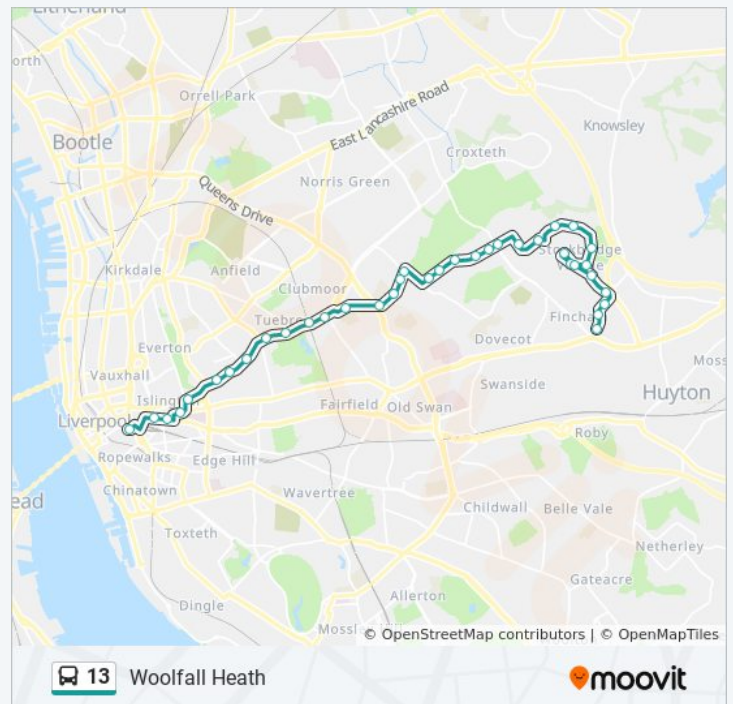 Litherland
Orrell Park
East Lancashire Road
Bootle
Knowsley
Croxteth
Norris Green
Queens Drive
Kirkdale
Anfield
Clubmoor
Everton
Dovecot
Vauxhall
Swanside
Huyton
Fairfield
Old Swan
Liverpool
Roby
Ropewalks
Edge Hill
Chinatown
Wavertree
Childwall
Belle Vale
Toxteth
Netherley
Gateacre
Dingle
Allerton
© OpenStreetMap contributors | © OpenMapTiles
13 Woolfall Heath
moovit